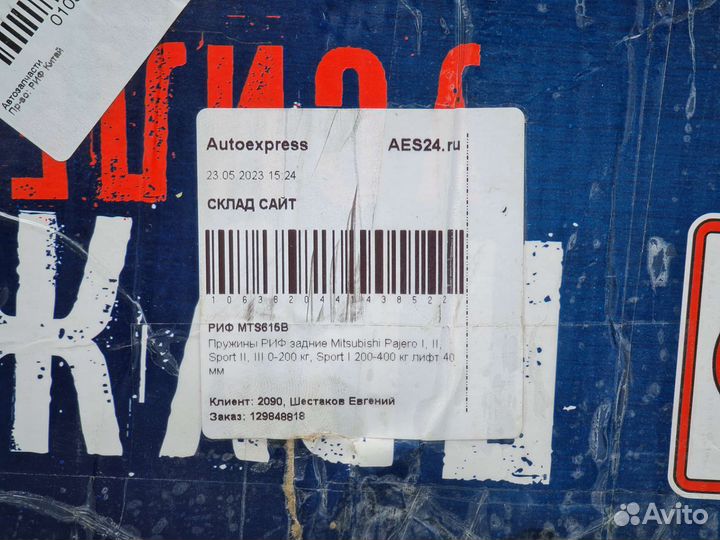 Автозапчасти
Пр-во: РИФ Китай
Autoexpress AES24.ru
23.05.2023 15:24
СКЛАД САЙТ
1063820441438522
РИФ MTS616B
Пружины РИФ задние Mitsubishi Pajero I, II,
Sport II, III 0-200 кг, Sport I 200-400 кг лифт 40
мм
Клиент: 2090, Шестаков Евгений
Заказ: 129848818
Avito